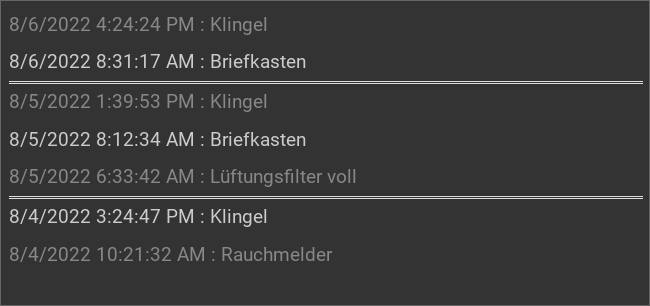 8/6/2022 4:24:24 PM : Klingel
8/6/2022 8:31:17 AM : Briefkasten
8/5/2022 1:39:53 PM : Klingel
8/5/2022 8:12:34 AM : Briefkasten
8/5/2022 6:33:42 AM : Lüftungsfilter voll
8/4/2022 3:24:47 PM : Klingel
8/4/2022 10:21:32 AM : Rauchmelder